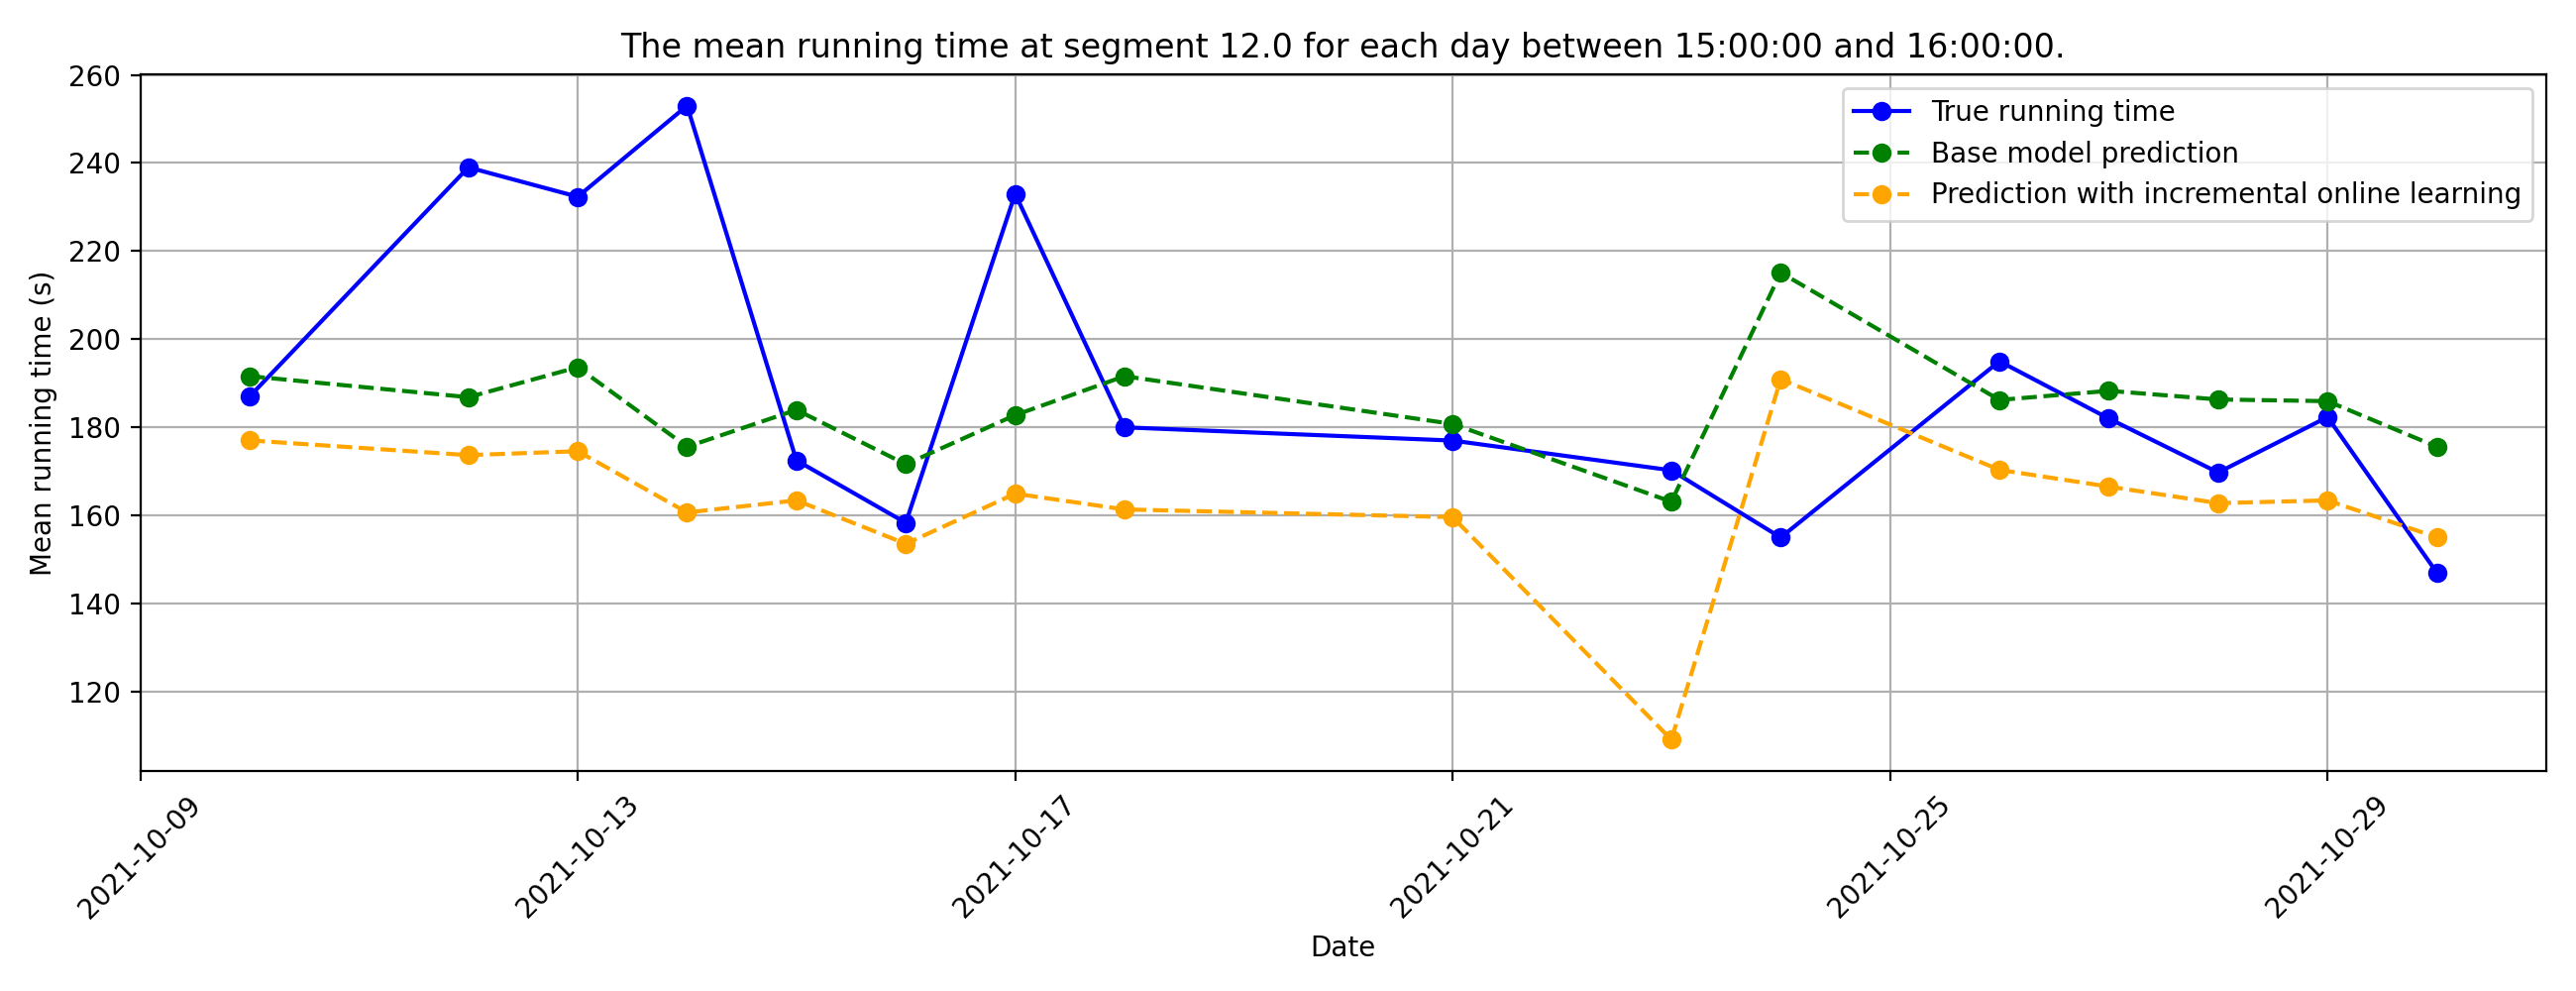 The mean running time at segment 12.0 for each day between 15:00:00 and 16:00:00.
True running time
Base model prediction
Prediction with incremental online learning
Mean running time (s)
260
240
220
200
180
160
140
120
2021-10-09
2021-10-13
2021-10-17
2021-10-21
2021-10-25
2021-10-29
Date